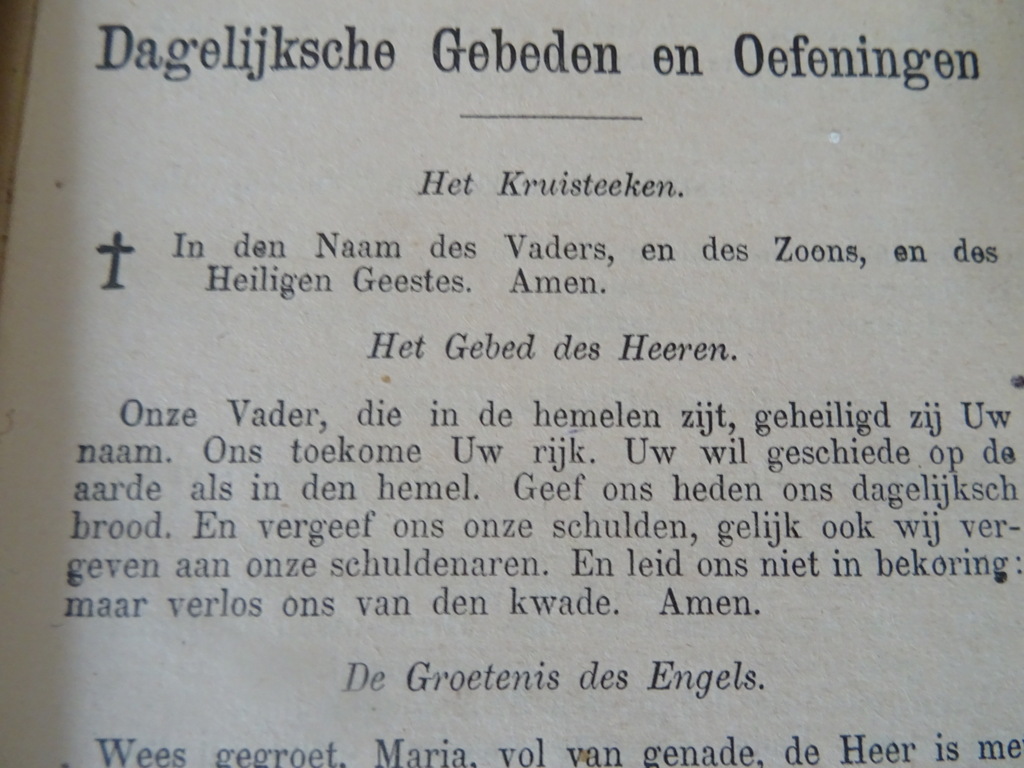 Dagelijksche Gebeden en Oefeningen
Het Kruisteeken.
✝ In den Naam des Vaders, en des Zoons, en des
Heiligen Geestes. Amen.
Het Gebed des Heeren.
Onze Vader, die in de hemelen zijt, geheiligd zij Uw
naam. Ons toekome Uw rijk. Uw wil geschiede op de
aarde als in den hemel. Geef ons heden ons dagelijksch
brood. En vergeef ons onze schulden, gelijk ook wij ver-
geven aan onze schuldenaren. En leid ons niet in bekoring:
maar verlos ons van den kwade. Amen.
De Groetenis des Engels.
Wees gegroet, Maria, vol van genade, de Heer is